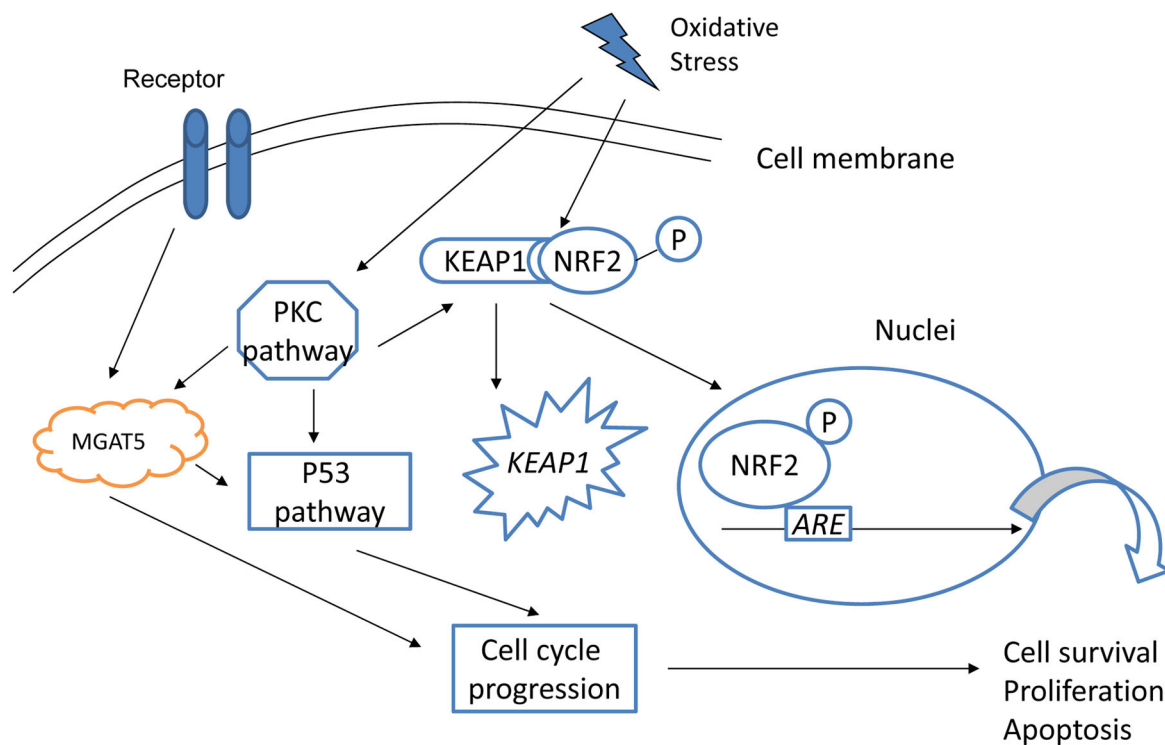 Oxidative
Stress
Receptor
Cell membrane
KEAP1
NRF2
P
PKC
pathway
Nuclei
MGAT5
P53
pathway
KEAP1
P
NRF2
ARE
Cell cycle
progression
Cell survival
Proliferation
Apoptosis